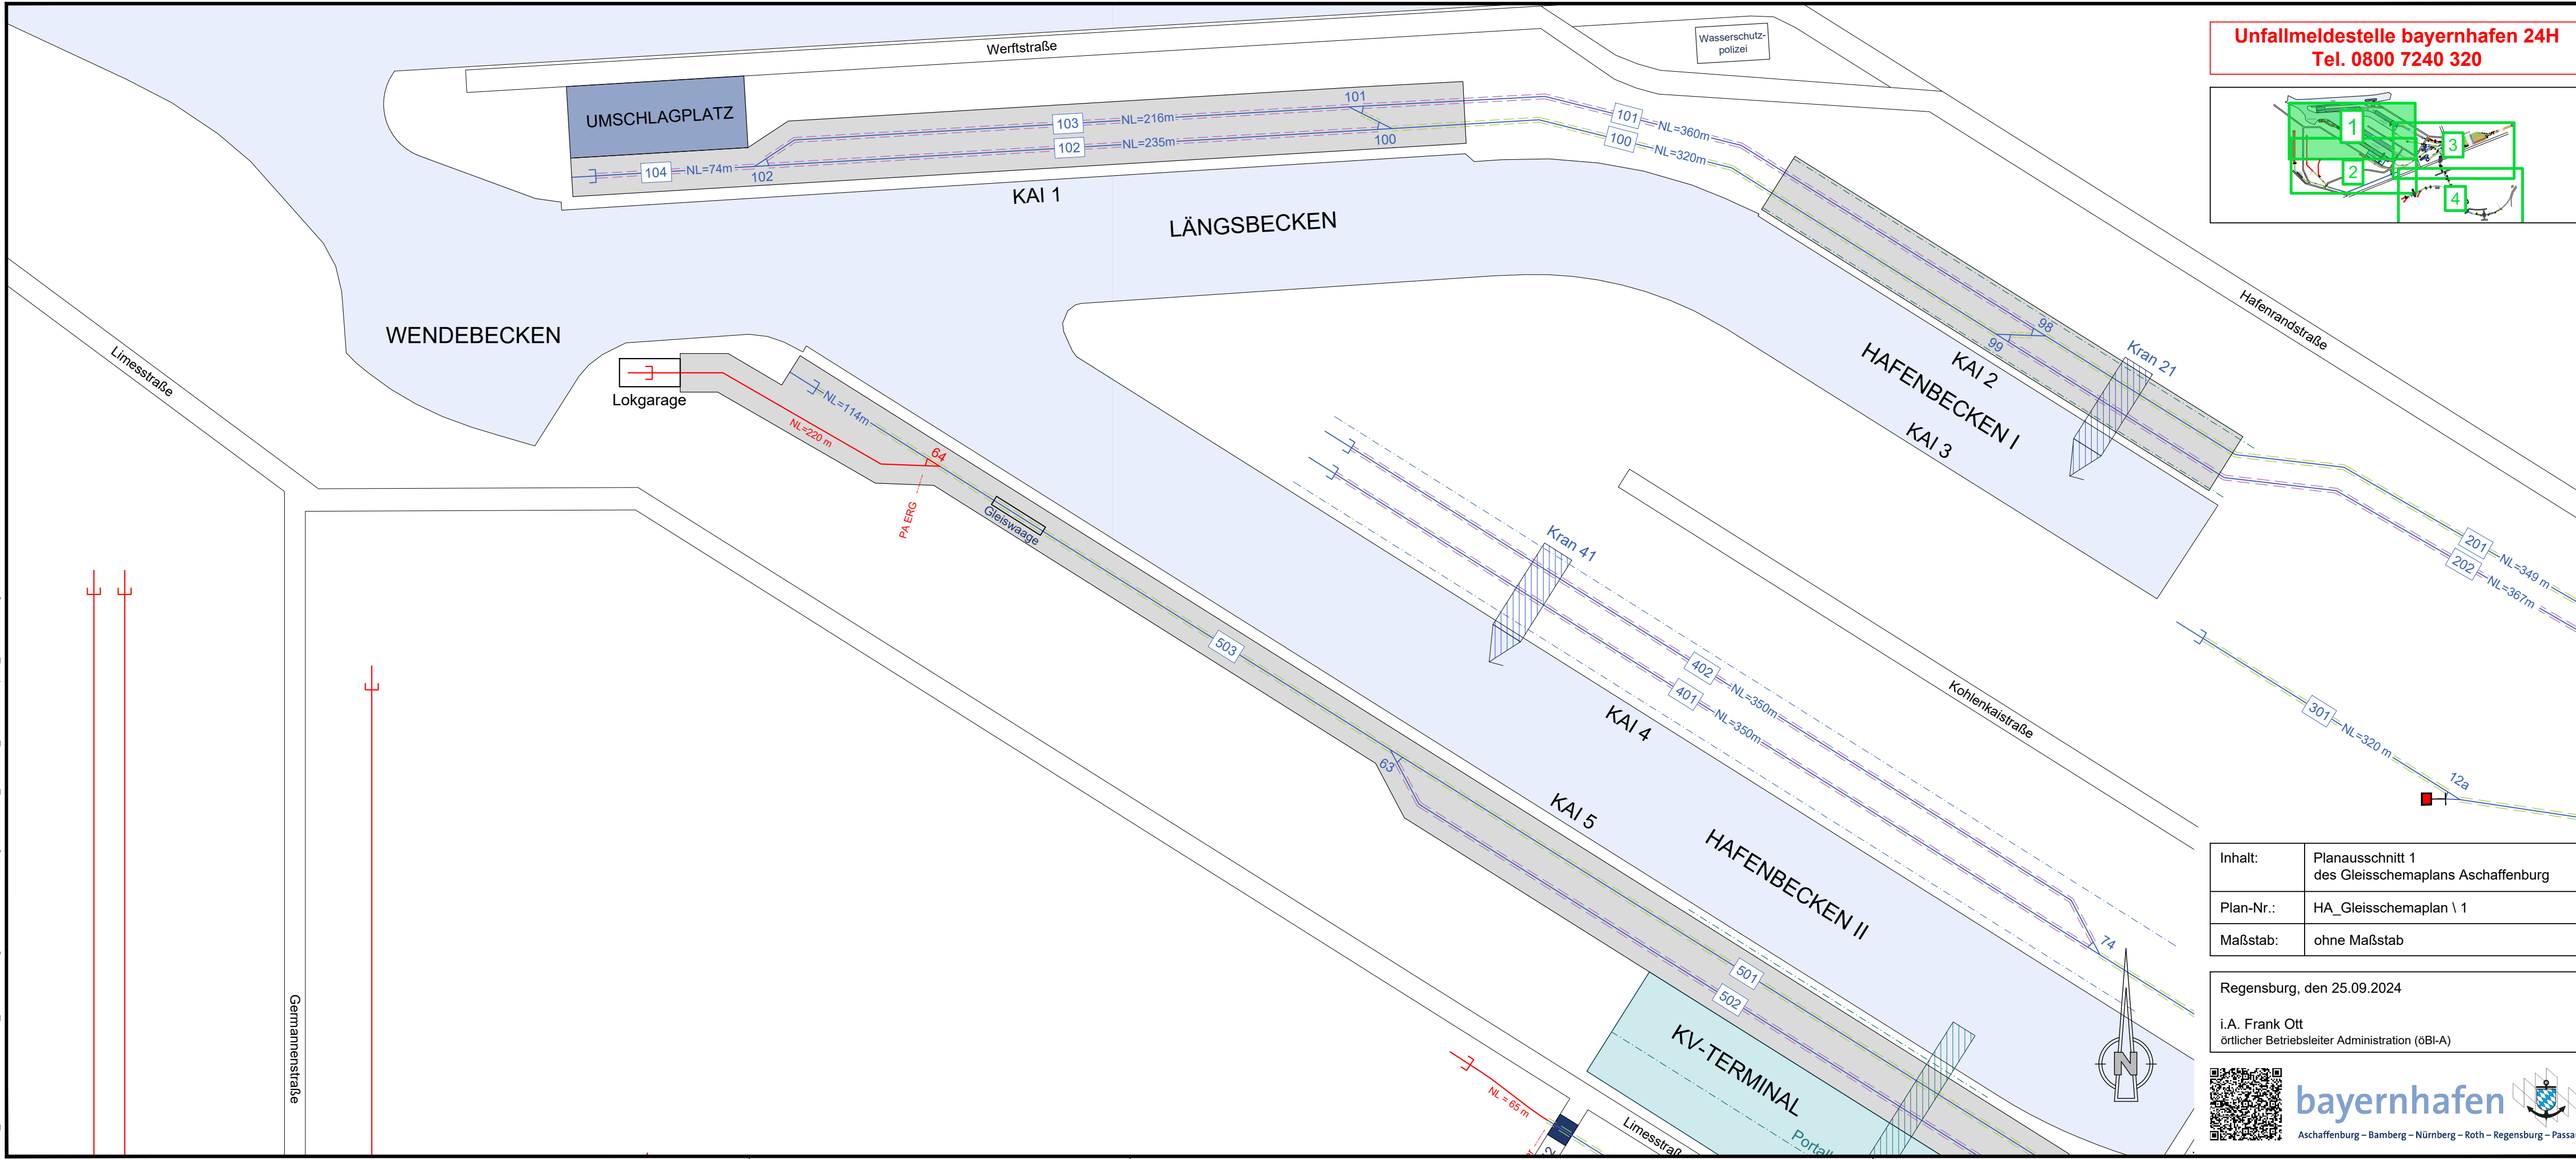 Werftstraße
Wasserschutz-
polizei
Unfallmeldestelle bayernhafen 24H
Tel. 0800 7240 320
1
2
3
4
UMSCHLAGPLATZ
104
NL=74m
102
103
NL=216m
102
NL=235m
101
100
101
NL=360m
100
NL=320m
KAI 1
LÄNGSBECKEN
WENDEBECKEN
Limesstraße
Lokgarage
NL=220 m
NL=114m
64
PA ERG
Gleiswaage
503
63
Hafenrandstraße
98
99
Kran 21
KAI 2
HAFENBECKEN I
KAI 3
201
NL=349 m
202
NL=367m
Kran 41
402
NL=350m
401
NL=350m
Kohlenkaistraße
301
NL=320 m
12a
KAI 4
KAI 5
HAFENBECKEN II
74
501
502
KV-TERMINAL
NL = 65 m
Limesstraß
Germannenstraße
N
Inhalt:
Planausschnitt 1
des Gleisschemaplans Aschaffenburg
Plan-Nr.:
HA_Gleisschemaplan \ 1
Maßstab:
ohne Maßstab
Regensburg, den 25.09.2024
i.A. Frank Ott
örtlicher Betriebsleiter Administration (öBl-A)
bayernhafen
Aschaffenburg – Bamberg – Nürnberg – Roth – Regensburg – Passa